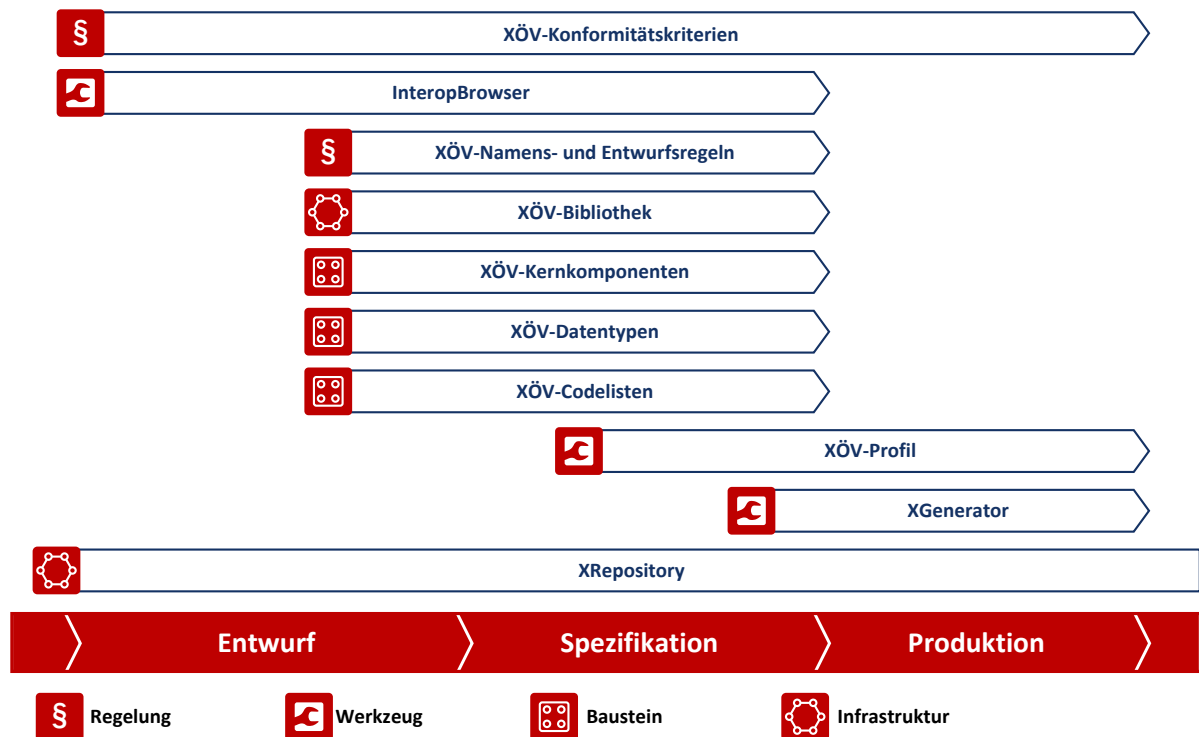 § XÖV-Konformitätskriterien
InteropBrowser
§ XÖV-Namens- und Entwurfsregeln
XÖV-Bibliothek
XÖV-Kernkomponenten
XÖV-Datentypen
XÖV-Codelisten
XÖV-Profil
XGenerator
XRepository
Entwurf Spezifikation Produktion
§ Regelung Werkzeug Baustein Infrastruktur